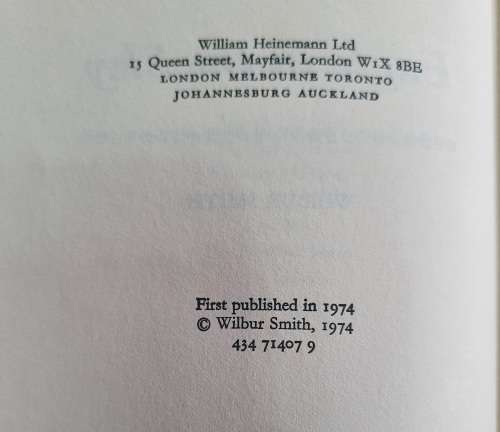 William Heinemann Ltd
15 Queen Street, Mayfair, London W1X 8BE
LONDON MELBOURNE TORONTO
JOHANNESBURG AUCKLAND
First published in 1974
© Wilbur Smith, 1974
434 71407 9